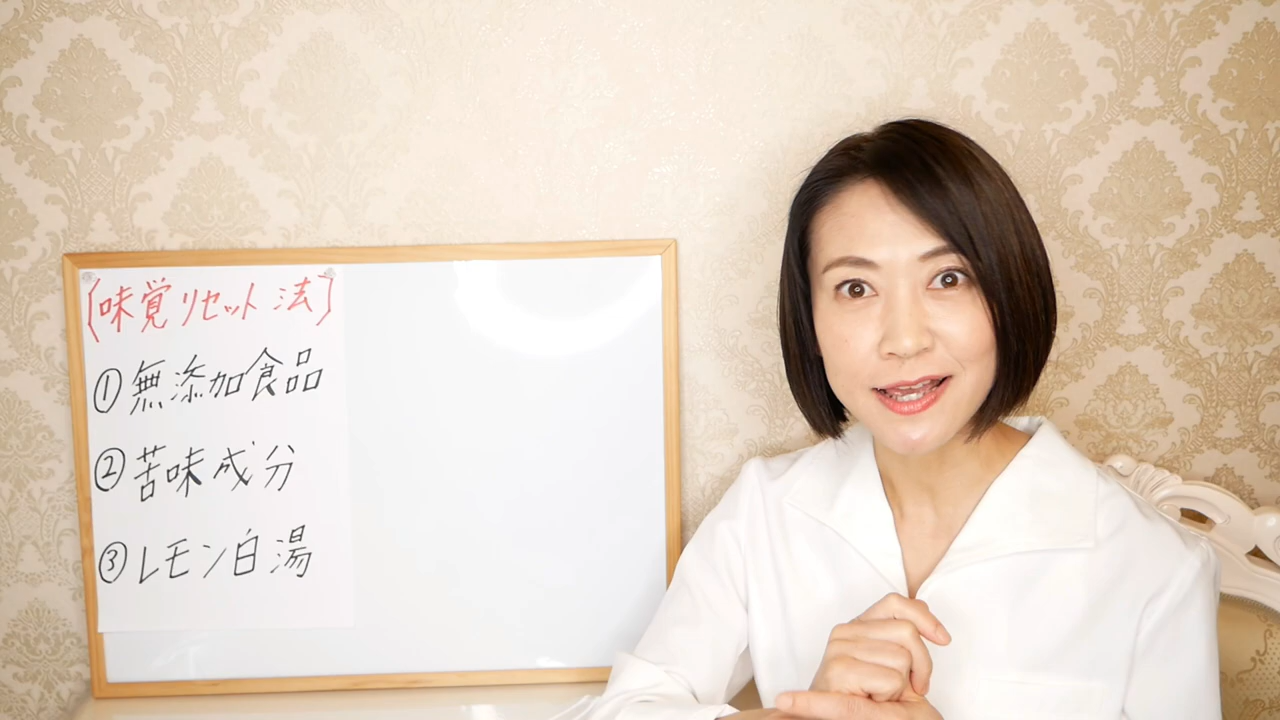 〔味覚リセット法〕
①無添加食品
②苦味成分
③レモン白湯